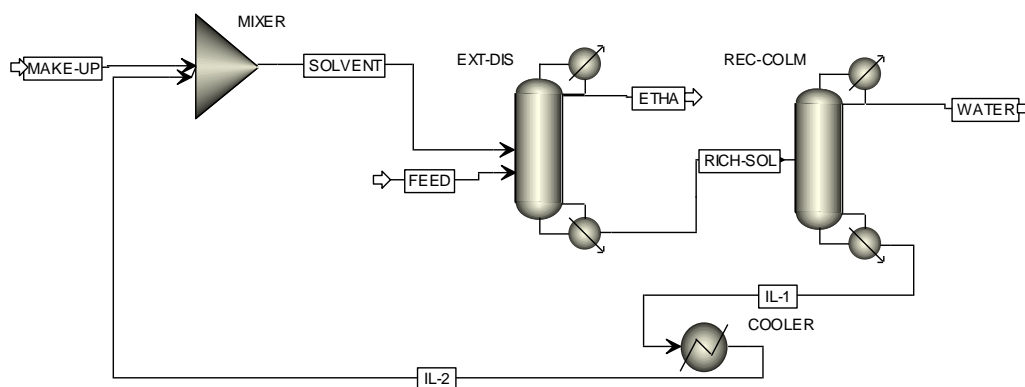 MIXER
MAKE-UP
SOLVENT
EXT-DIS
REC-COLM
ETHA
WATER
FEED
RICH-SOL
IL-1
COOLER
IL-2